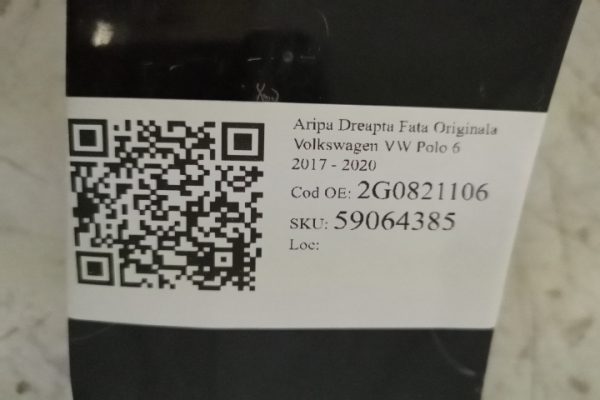 Aripa Dreapta Fata Originala
Volkswagen VW Polo 6
2017 - 2020
Cod OE: 2G0821106
SKU: 59064385
Loc: